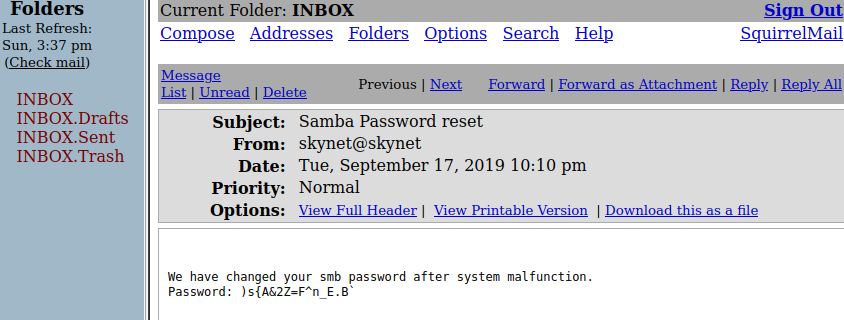 Folders
Last Refresh:
Sun, 3:37 pm
(Check mail)
INBOX
INBOX.Drafts
INBOX.Sent
INBOX.Trash
Current Folder: INBOX
Sign Out
Compose Addresses Folders Options Search Help
SquirrelMail
Message
List | Unread | Delete
Previous | Next
Forward | Forward as Attachment | Reply | Reply All
Subject: Samba Password reset
From: skynet@skynet
Date: Tue, September 17, 2019 10:10 pm
Priority: Normal
Options: View Full Header | View Printable Version | Download this as a file
We have changed your smb password after system malfunction.
Password: )s{A&2Z=F^n_E.B`